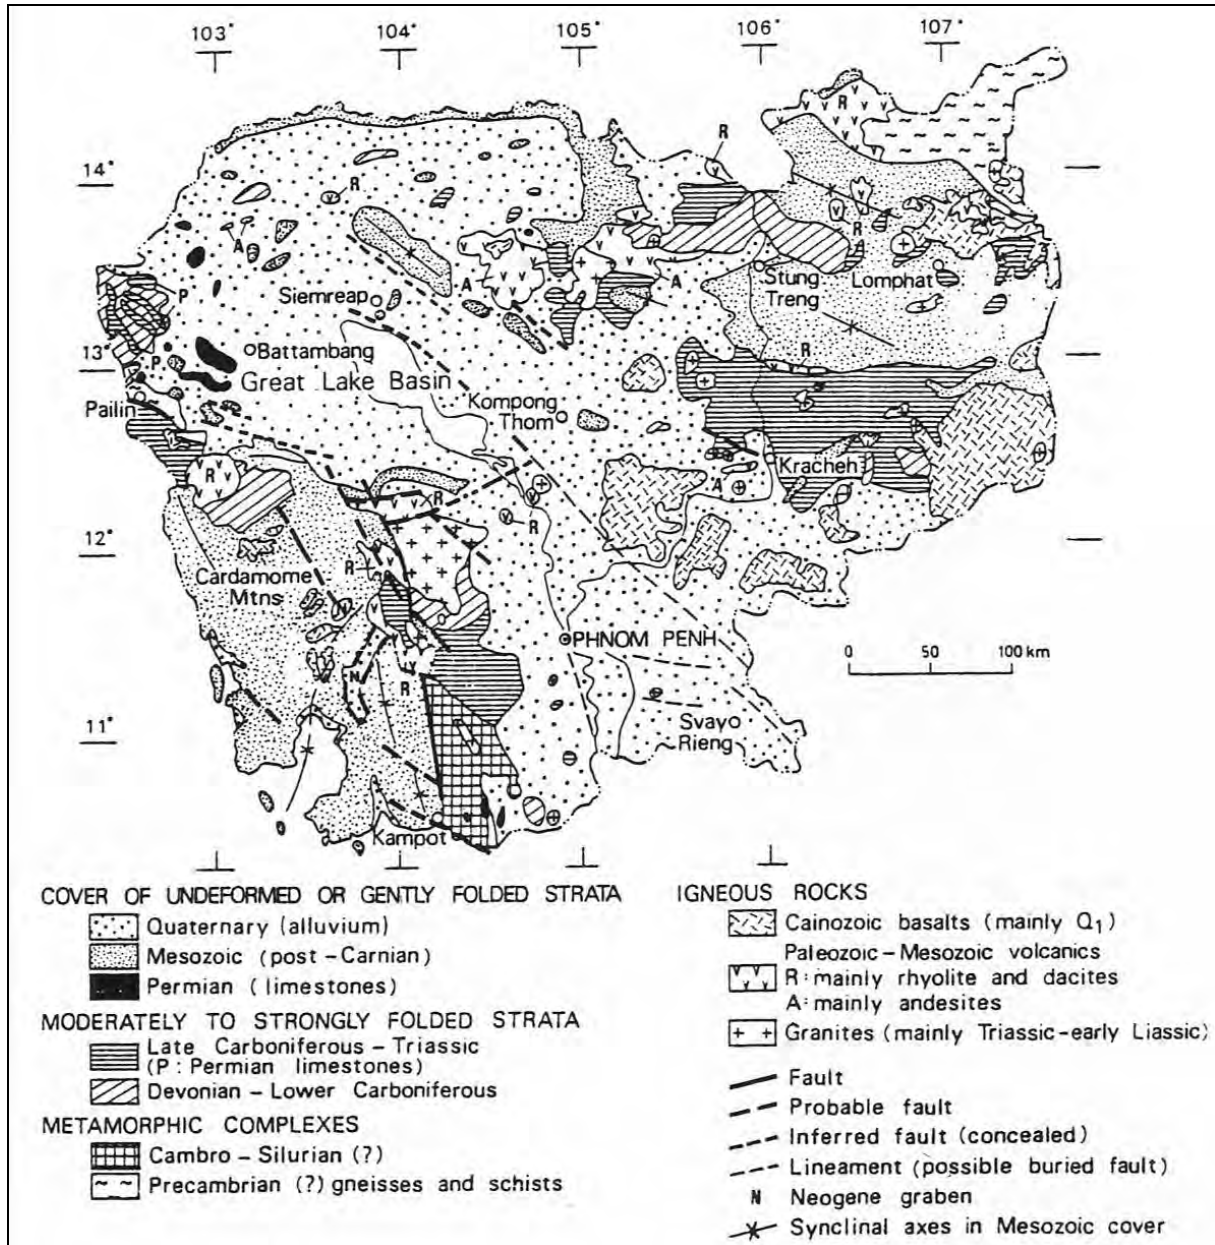 103° 104° 105° 106° 107°
R
R
14°
R
R
A
P
Siemreap
A
A
Stung
Treng
Lomphat
13°
Battambang
P
R
Great Lake Basin
Pailin
Kompong
Thom
Kracheh
R
A
R
R
12°
Cardamome
Mtns
R
N
PHNOM PENH
0 50 100 km
N
R
Svayo
Rieng
11°
Kampot
103° 104° 105° 106°
COVER OF UNDEFORMED OR GENTLY FOLDED STRATA
Quaternary (alluvium)
Mesozoic (post-Carnian)
Permian (limestones)
MODERATELY TO STRONGLY FOLDED STRATA
Late Carboniferous - Triassic
(P: Permian limestones)
Devonian - Lower Carboniferous
METAMORPHIC COMPLEXES
Cambro - Silurian (?)
Precambrian (?) gneisses and schists
IGNEOUS ROCKS
Cainozoic basalts (mainly Q₁)
Paleozoic - Mesozoic volcanics
R: mainly rhyolite and dacites
A: mainly andesites
Granites (mainly Triassic-early Liassic)
Fault
Probable fault
Inferred fault (concealed)
Lineament (possible buried fault)
N Neogene graben
Synclinal axes in Mesozoic cover